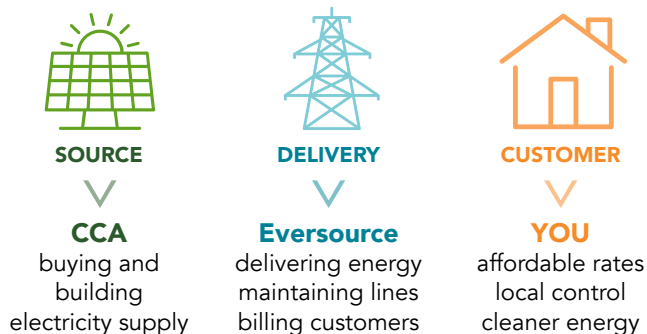 SOURCE
CCA
buying and
building
electricity supply
DELIVERY
Eversource
delivering energy
maintaining lines
billing customers
CUSTOMER
YOU
affordable rates
local control
cleaner energy